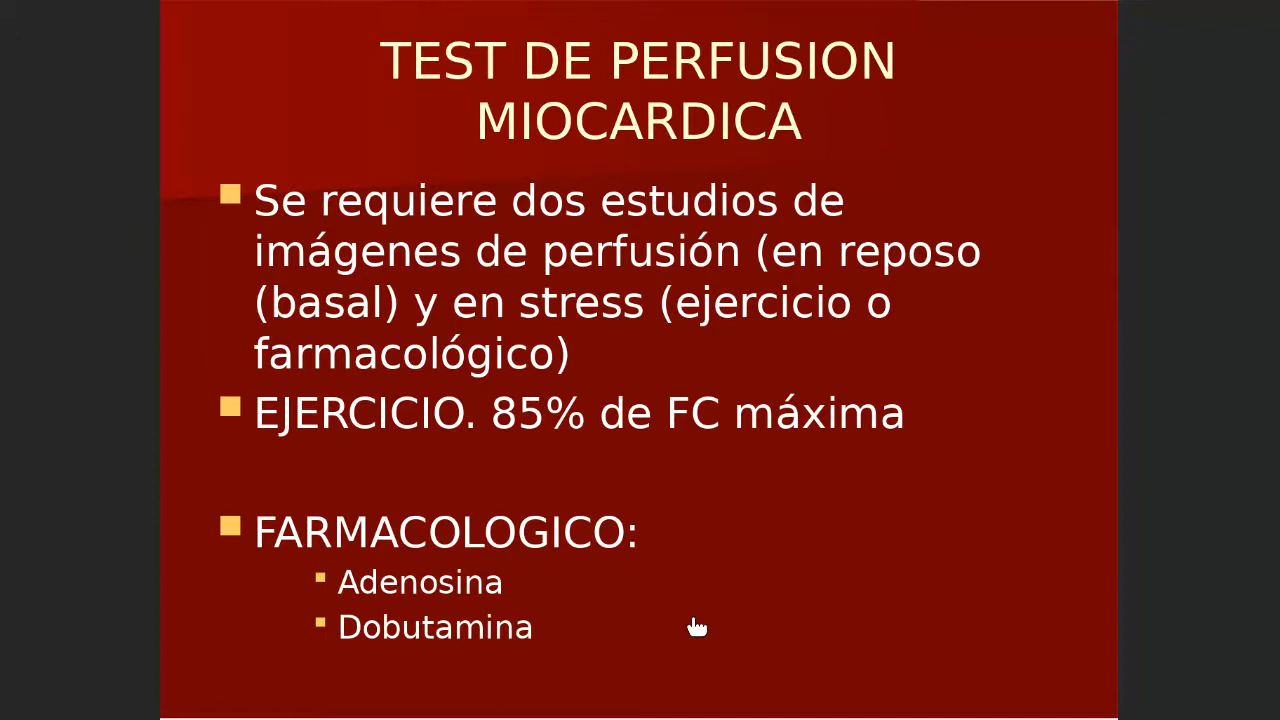 TEST DE PERFUSION
MIOCARDICA
Se requiere dos estudios de
imágenes de perfusión (en reposo
(basal) y en stress (ejercicio o
farmacológico)
EJERCICIO. 85% de FC máxima
FARMACOLOGICO:
Adenosina
Dobutamina